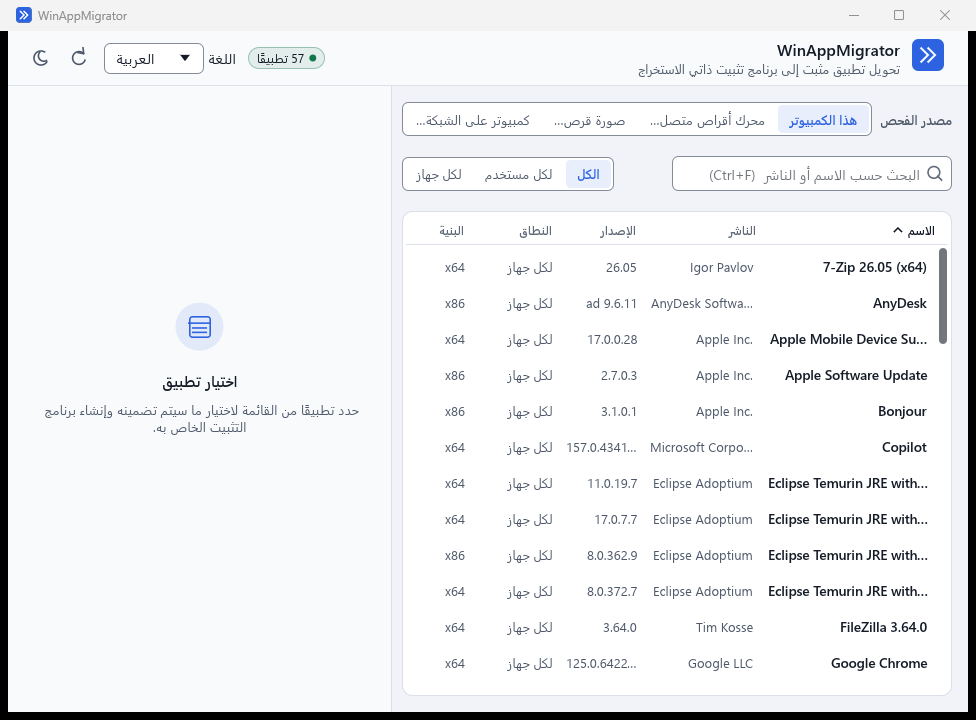 WinAppMigrator
WinAppMigrator
تحويل تطبيق مثبت إلى برنامج تثبيت ذاتي الاستخراج
57 تطبيقًا
اللغة
العربية
مصدر الفحص
هذا الكمبيوتر
محرك أقراص متصل...
صورة قرص...
كمبيوتر على الشبكة...
البحث حسب الاسم أو الناشر (Ctrl+F)
الكل
لكل مستخدم
لكل جهاز
الاسم الناشر الإصدار النطاق البنية
7-Zip 26.05 (x64) Igor Pavlov 26.05 لكل جهاز x64
AnyDesk AnyDesk Softwa... ad 9.6.11 لكل جهاز x86
Apple Mobile Device Su... Apple Inc. 17.0.0.28 لكل جهاز x64
Apple Software Update Apple Inc. 2.7.0.3 لكل جهاز x86
Bonjour Apple Inc. 3.1.0.1 لكل جهاز x86
Copilot Microsoft Corpo... 157.0.4341... لكل جهاز x64
Eclipse Temurin JRE with... Eclipse Adoptium 11.0.19.7 لكل جهاز x64
Eclipse Temurin JRE with... Eclipse Adoptium 17.0.7.7 لكل جهاز x64
Eclipse Temurin JRE with... Eclipse Adoptium 8.0.362.9 لكل جهاز x86
Eclipse Temurin JRE with... Eclipse Adoptium 8.0.372.7 لكل جهاز x64
FileZilla 3.64.0 Tim Kosse 3.64.0 لكل جهاز x64
Google Chrome Google LLC 125.0.6422... لكل جهاز x64
اختيار تطبيق
حدد تطبيقًا من القائمة لاختيار ما سيتم تضمينه وإنشاء برنامج
التثبيت الخاص به.